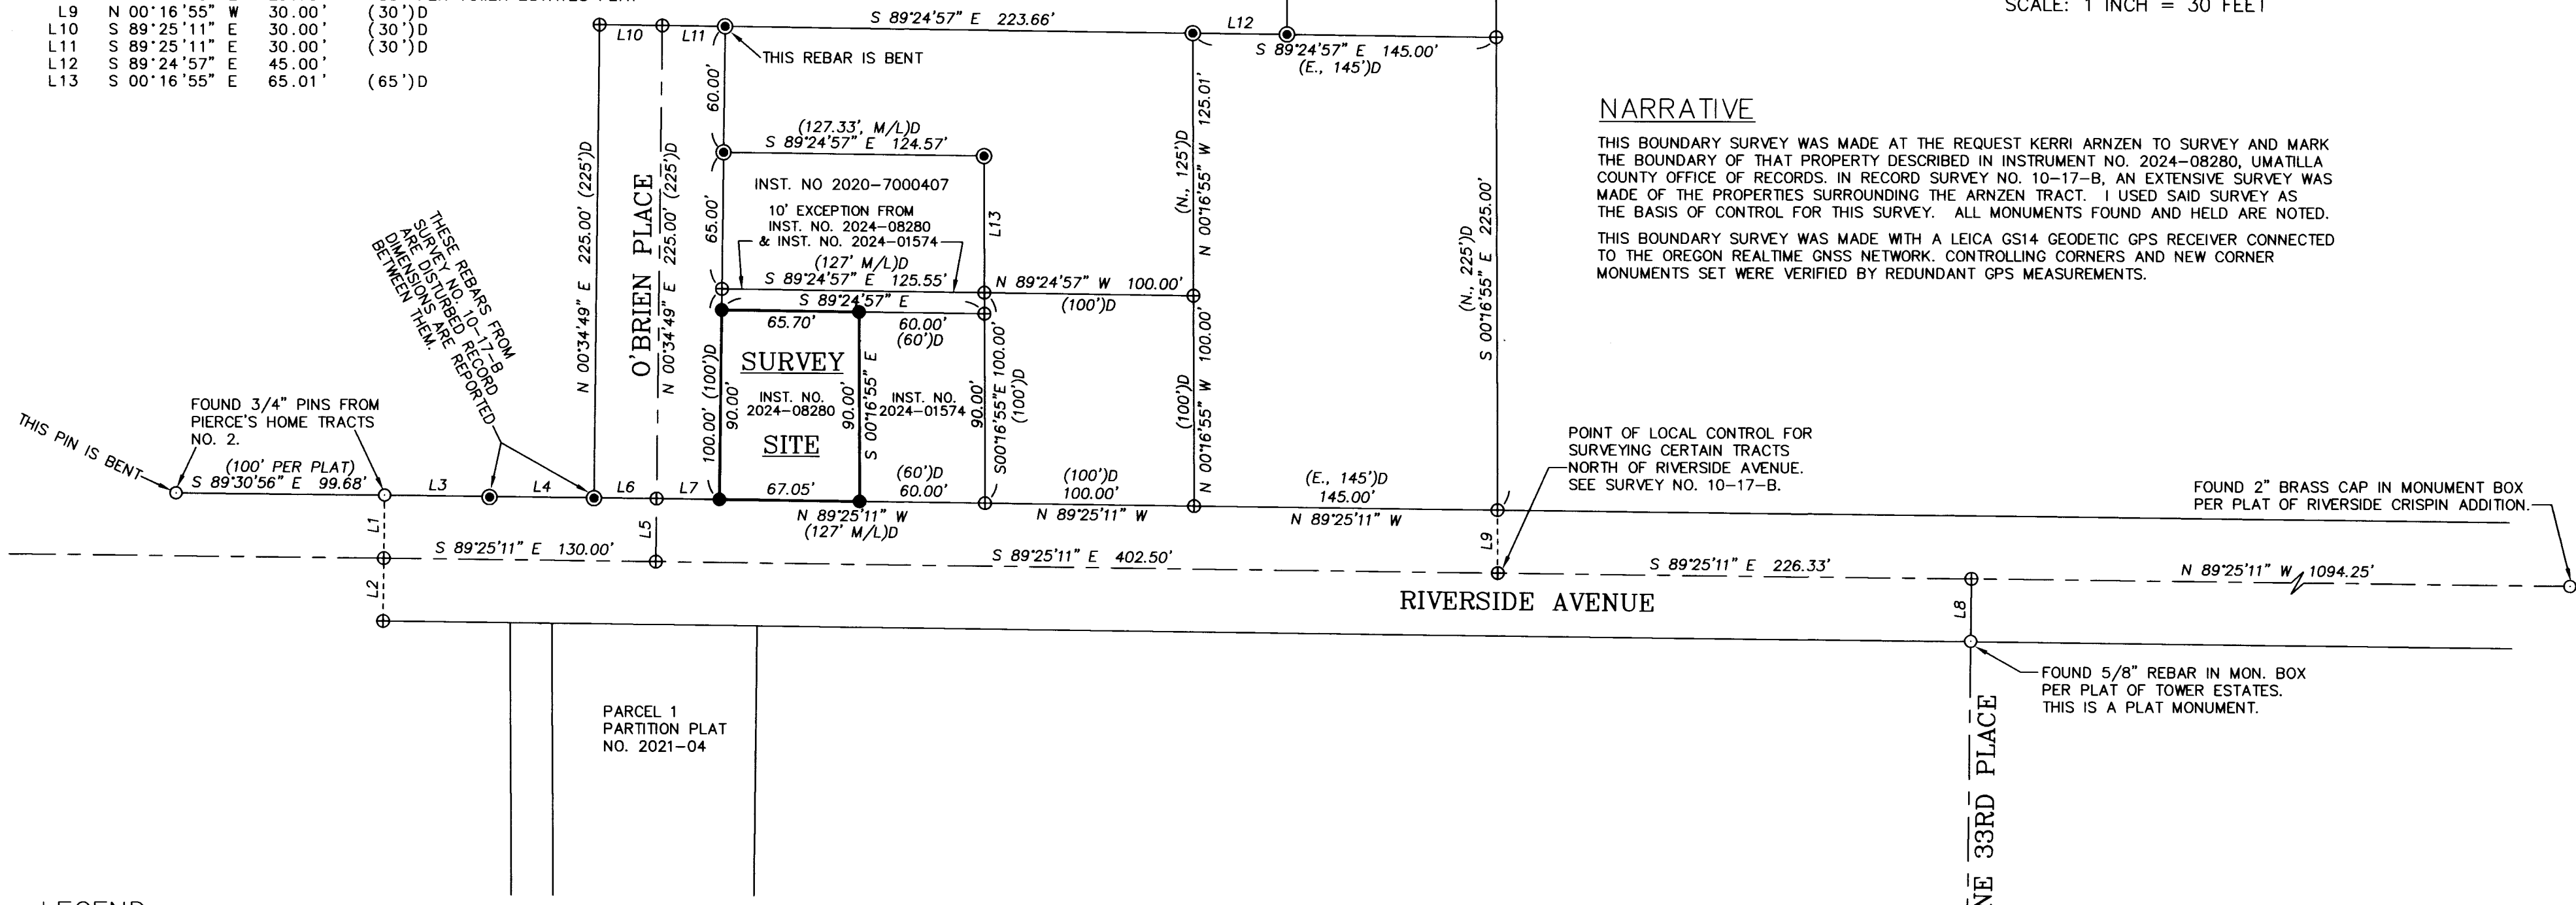 L9 N 00°16'55" W 30.00' (30')D
L10 S 89°25'11" E 30.00' (30')D
L11 S 89°25'11" E 30.00' (30')D
L12 S 89°24'57" E 45.00'
L13 S 00°16'55" E 65.01' (65')D
SCALE: 1 INCH = 30 FEET
L10
L11
S 89°24'57" E 223.66'
L12
THIS REBAR IS BENT
S 89°24'57" E 145.00'
(E., 145')D
60.00'
(127.33', M/L)D
S 89°24'57" E 124.57'
65.00'
INST. NO 2020-7000407
10' EXCEPTION FROM
INST. NO. 2024-08280
& INST. NO. 2024-01574
(127' M/L)D
S 89°24'57" E 125.55'
L13
N 89°24'57" W 100.00'
(100')D
S 89°24'57" E
65.70'
60.00'
(60')D
N 00°34'49" E 225.00' (225')D
O'BRIEN PLACE
N 00°34'49" E 225.00' (225')D
(N., 125')D
N 00°16'55" W 125.01'
(N., 225')D
S 00°16'55" E 225.00'
NARRATIVE
THIS BOUNDARY SURVEY WAS MADE AT THE REQUEST KERRI ARNZEN TO SURVEY AND MARK
THE BOUNDARY OF THAT PROPERTY DESCRIBED IN INSTRUMENT NO. 2024-08280, UMATILLA
COUNTY OFFICE OF RECORDS. IN RECORD SURVEY NO. 10-17-B, AN EXTENSIVE SURVEY WAS
MADE OF THE PROPERTIES SURROUNDING THE ARNZEN TRACT. I USED SAID SURVEY AS
THE BASIS OF CONTROL FOR THIS SURVEY. ALL MONUMENTS FOUND AND HELD ARE NOTED.
THIS BOUNDARY SURVEY WAS MADE WITH A LEICA GS14 GEODETIC GPS RECEIVER CONNECTED
TO THE OREGON REALTIME GNSS NETWORK. CONTROLLING CORNERS AND NEW CORNER
MONUMENTS SET WERE VERIFIED BY REDUNDANT GPS MEASUREMENTS.
THESE REBARS FROM
SURVEY NO. 10-17-B
ARE DISTURBED RECORD
DIMENSIONS ARE REPORTED
BETWEEN THEM.
100.00' (100')D
90.00'
SURVEY
INST. NO.
2024-08280
SITE
90.00'
S 00°16'55" E
INST. NO.
2024-01574
90.00'
S00°16'55"E 100.00'
(100')D
(100')D
N 00°16'55" W 100.00'
THIS PIN IS BENT
FOUND 3/4" PINS FROM
PIERCE'S HOME TRACTS
NO. 2.
(100' PER PLAT)
S 89°30'56" E 99.68'
L3
L4
L6
L7
67.05'
(60')D
60.00'
(100')D
100.00'
(E., 145')D
145.00'
N 89°25'11" W
(127' M/L)D
N 89°25'11" W
N 89°25'11" W
POINT OF LOCAL CONTROL FOR
SURVEYING CERTAIN TRACTS
NORTH OF RIVERSIDE AVENUE.
SEE SURVEY NO. 10-17-B.
FOUND 2" BRASS CAP IN MONUMENT BOX
PER PLAT OF RIVERSIDE CRISPIN ADDITION.
L1
L5
L9
S 89°25'11" E 130.00'
S 89°25'11" E 402.50'
S 89°25'11" E 226.33'
N 89°25'11" W 1094.25'
L2
RIVERSIDE AVENUE
L8
FOUND 5/8" REBAR IN MON. BOX
PER PLAT OF TOWER ESTATES.
THIS IS A PLAT MONUMENT.
PARCEL 1
PARTITION PLAT
NO. 2021-04
NE 33RD PLACE